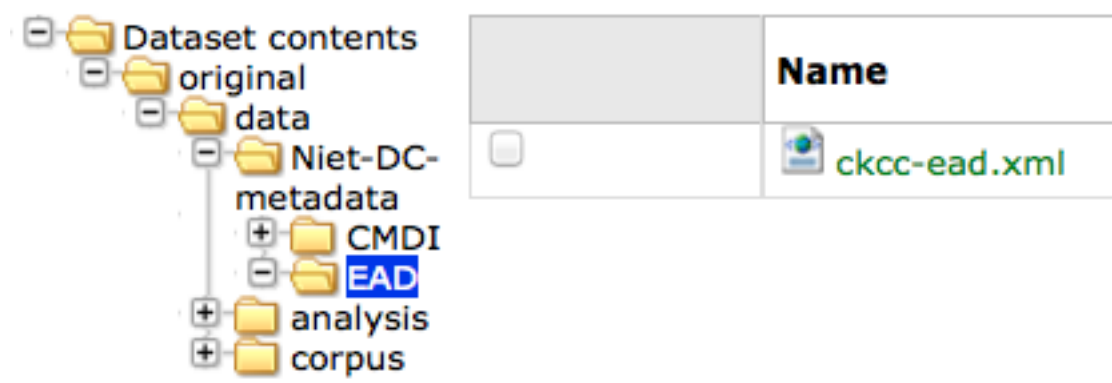 Dataset contents
original
data
Niet-DC-
metadata
CMDI
EAD
analysis
corpus
Name
ckcc-ead.xml